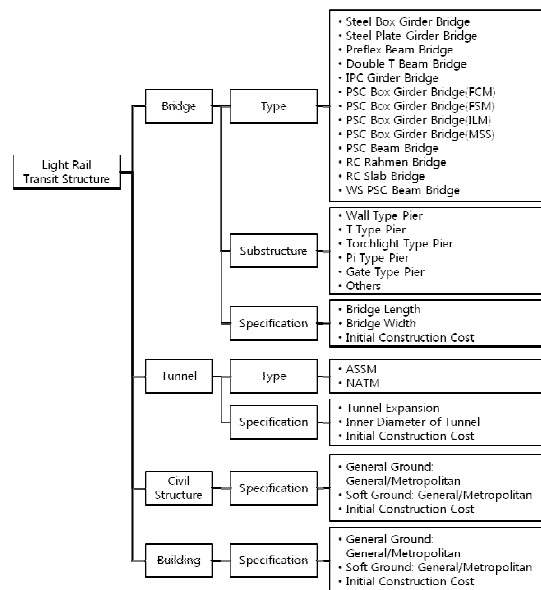 Light Rail
Transit Structure
Bridge
Type
• Steel Box Girder Bridge
• Steel Plate Girder Bridge
• Preflex Beam Bridge
• Double T Beam Bridge
• IPC Girder Bridge
• PSC Box Girder Bridge(FCM)
• PSC Box Girder Bridge(FSM)
• PSC Box Girder Bridge(ILM)
• PSC Box Girder Bridge(MSS)
• PSC Beam Bridge
• RC Rahmen Bridge
• RC Slab Bridge
• WS PSC Beam Bridge
Substructure
• Wall Type Pier
• T Type Pier
• Torchlight Type Pier
• Pi Type Pier
• Gate Type Pier
• Others
Specification
• Bridge Length
• Bridge Width
• Initial Construction Cost
Tunnel
Type
• ASSM
• NATM
Specification
• Tunnel Expansion
• Inner Diameter of Tunnel
• Initial Construction Cost
Civil
Structure
Specification
• General Ground:
General/Metropolitan
• Soft Ground: General/Metropolitan
• Initial Construction Cost
Building
Specification
• General Ground:
General/Metropolitan
• Soft Ground: General/Metropolitan
• Initial Construction Cost